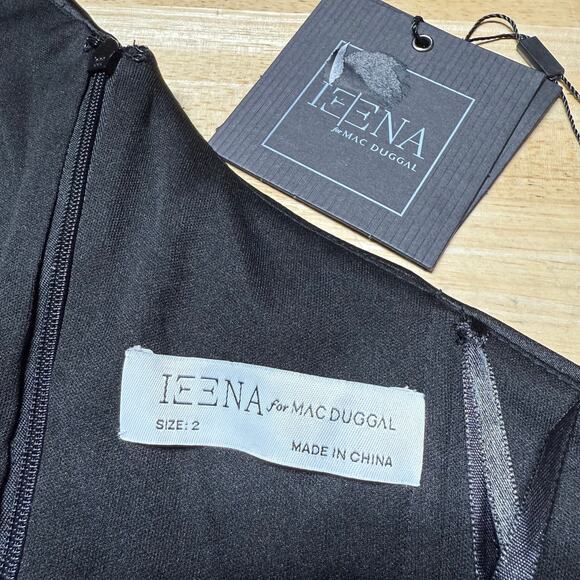 IEENA
for MAC DUGGAL
IEENA for MAC DUGGAL
SIZE: 2
MADE IN CHINA